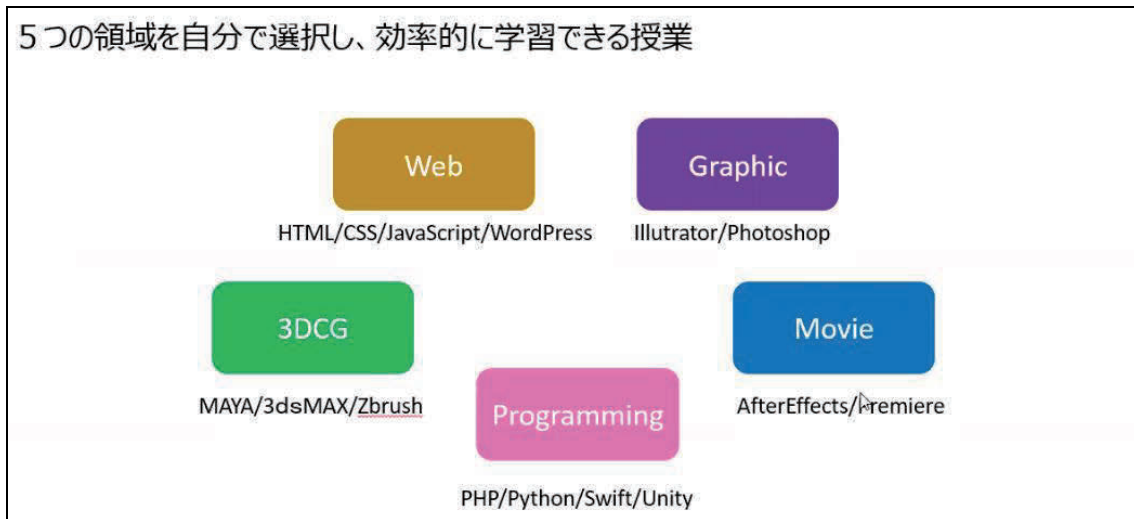 ５つの領域を自分で選択し、効率的に学習できる授業
Web
Graphic
HTML/CSS/JavaScript/WordPress
Illutrator/Photoshop
3DCG
Movie
MAYA/3dsMAX/Zbrush
AfterEffects/Premiere
Programming
PHP/Python/Swift/Unity